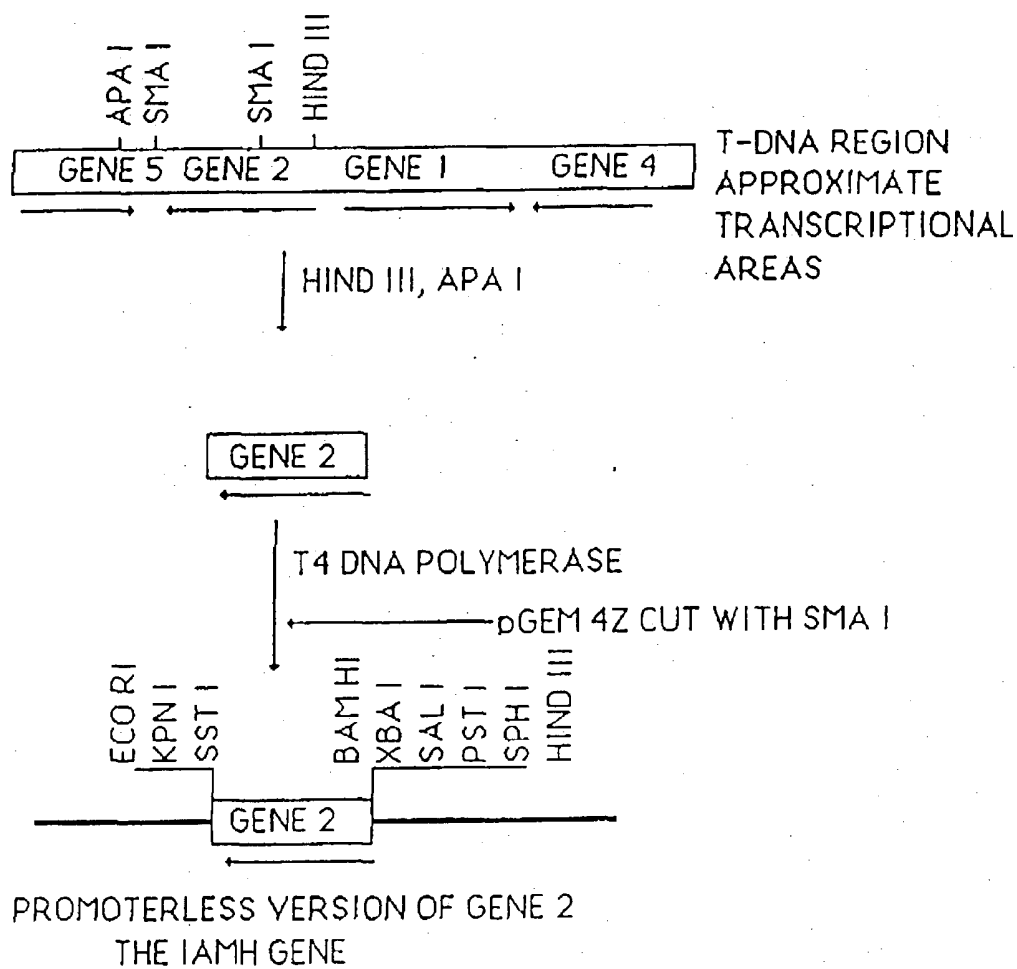 APA I
SMA I
SMA I
HIND III
GENE 5
GENE 2
GENE 1
GENE 4
T-DNA REGION
APPROXIMATE
TRANSCRIPTIONAL
AREAS
HIND III, APA I
GENE 2
T4 DNA POLYMERASE
pGEM 4Z CUT WITH SMA I
ECO RI
KPN I
SST I
BAM HI
XBA I
SAL I
PST I
SPH I
HIND III
GENE 2
PROMOTERLESS VERSION OF GENE 2
THE IAMH GENE